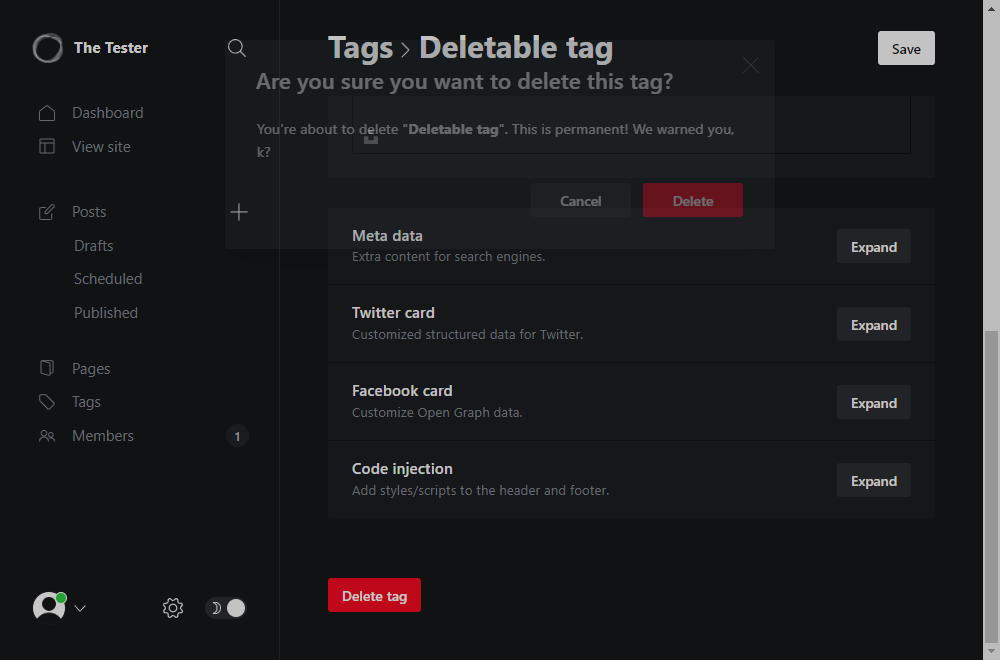 The Tester
Dashboard
View site
Posts
Drafts
Scheduled
Published
Pages
Tags
Members
1
Tags > Deletable tag
Save
Are you sure you want to delete this tag?
You're about to delete "Deletable tag". This is permanent! We warned you,
k?
Cancel
Delete
Meta data
Extra content for search engines.
Expand
Twitter card
Customized structured data for Twitter.
Expand
Facebook card
Customize Open Graph data.
Expand
Code injection
Add styles/scripts to the header and footer.
Expand
Delete tag